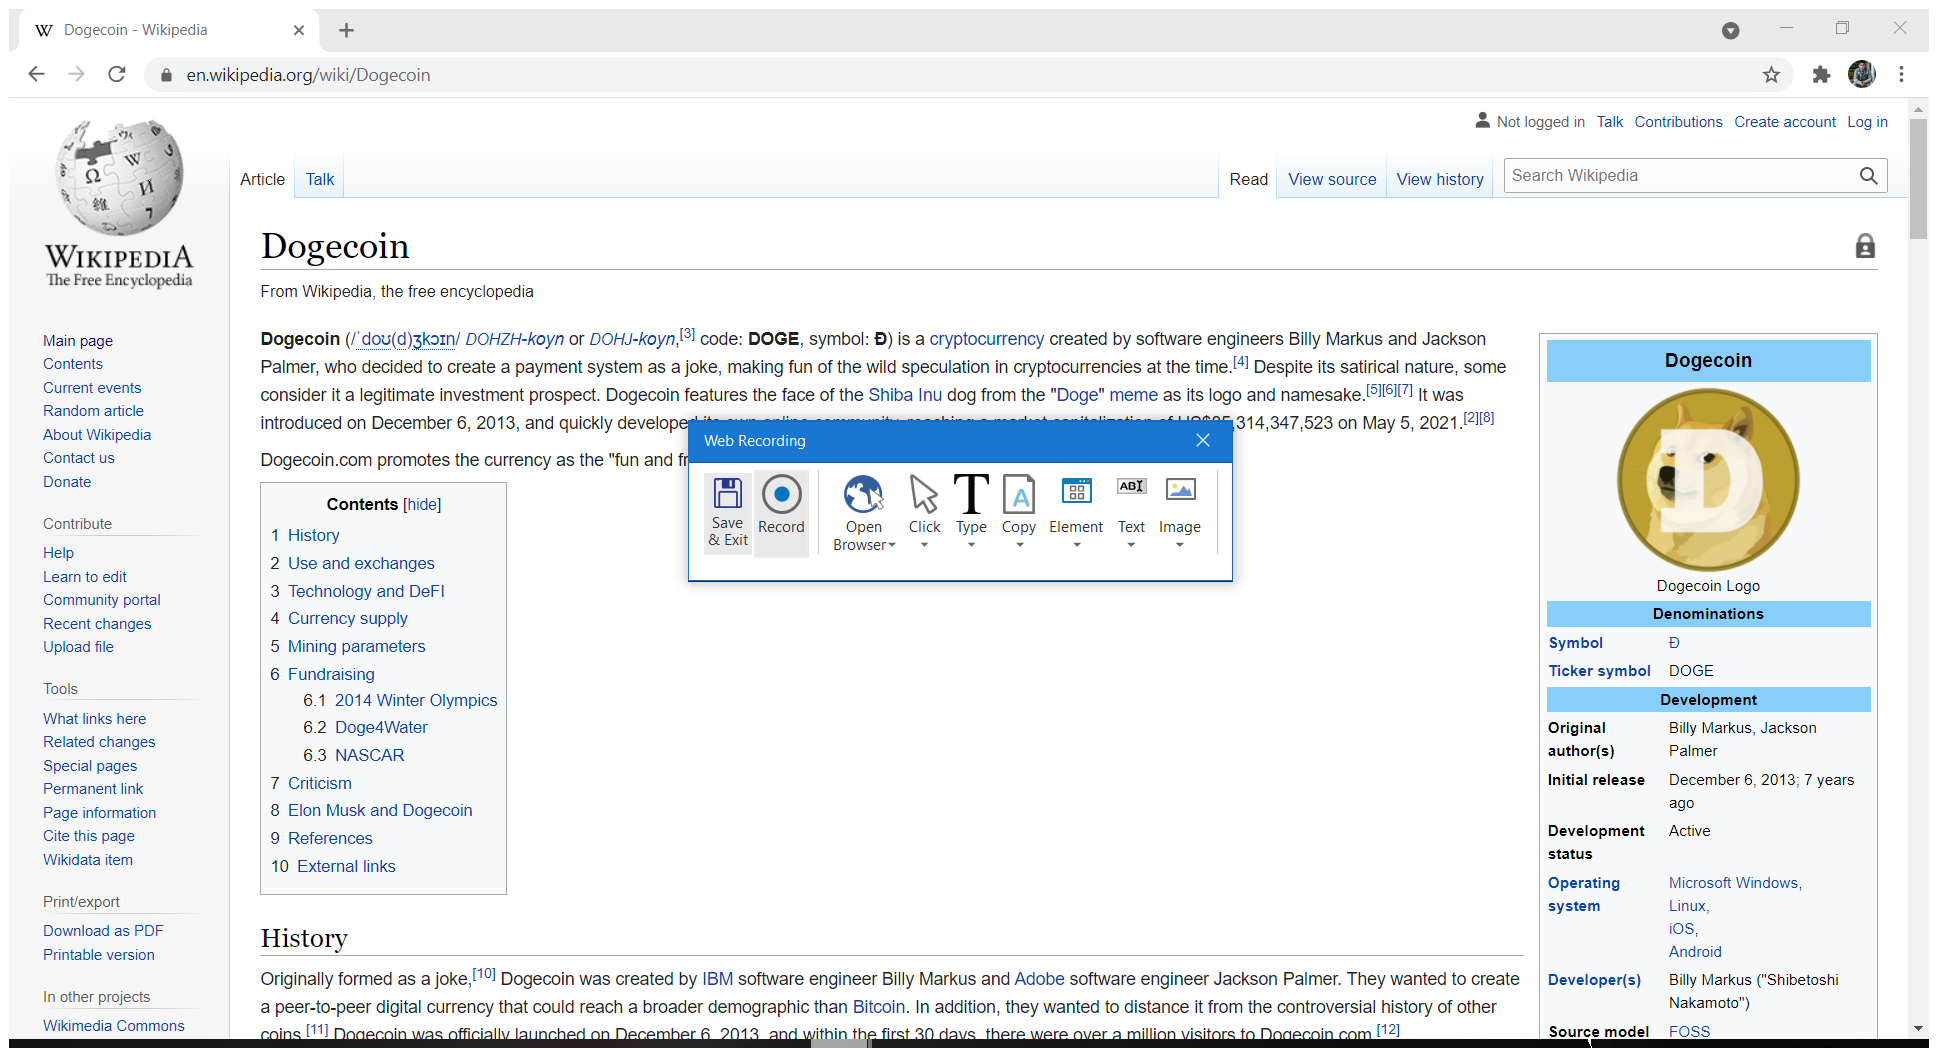 Dogecoin - Wikipedia
en.wikipedia.org/wiki/Dogecoin
Not logged in Talk Contributions Create account Log in
Article Talk Read View source View history Search Wikipedia
WIKIPEDIA
The Free Encyclopedia
Main page
Contents
Current events
Random article
About Wikipedia
Contact us
Donate
Contribute
Help
Learn to edit
Community portal
Recent changes
Upload file
Tools
What links here
Related changes
Special pages
Permanent link
Page information
Cite this page
Wikidata item
Print/export
Download as PDF
Printable version
In other projects
Wikimedia Commons
Dogecoin
From Wikipedia, the free encyclopedia
Dogecoin (/ˈdoʊ(d)ʒkɔɪn/ DOHZH-koyn or DOHJ-koyn,[3] code: DOGE, symbol: Ð) is a cryptocurrency created by software engineers Billy Markus and Jackson
Palmer, who decided to create a payment system as a joke, making fun of the wild speculation in cryptocurrencies at the time.[4] Despite its satirical nature, some
consider it a legitimate investment prospect. Dogecoin features the face of the Shiba Inu dog from the "Doge" meme as its logo and namesake.[5][6][7] It was
introduced on December 6, 2013, and quickly developed its own online community, reaching a market capitalization of US$85,314,347,523 on May 5, 2021.[2][8]
Dogecoin.com promotes the currency as the "fun and
Web Recording
Save & Exit
Record
Open Browser
Click
Type
Copy
Element
Text
Image
ABI
A
Contents [hide]
1 History
2 Use and exchanges
3 Technology and DeFI
4 Currency supply
5 Mining parameters
6 Fundraising
6.1 2014 Winter Olympics
6.2 Doge4Water
6.3 NASCAR
7 Criticism
8 Elon Musk and Dogecoin
9 References
10 External links
History
Originally formed as a joke,[10] Dogecoin was created by IBM software engineer Billy Markus and Adobe software engineer Jackson Palmer. They wanted to create
a peer-to-peer digital currency that could reach a broader demographic than Bitcoin. In addition, they wanted to distance it from the controversial history of other
coins.[11] Dogecoin was officially launched on December 6, 2013, and within the first 30 days, there were over a million visitors to Dogecoin.com.[12]
Dogecoin
D
Dogecoin Logo
Denominations
Symbol Ð
Ticker symbol DOGE
Development
Original author(s) Billy Markus, Jackson Palmer
Initial release December 6, 2013; 7 years ago
Development status Active
Operating system Microsoft Windows,
Linux,
iOS,
Android
Developer(s) Billy Markus ("Shibetoshi Nakamoto")
Source model FOSS